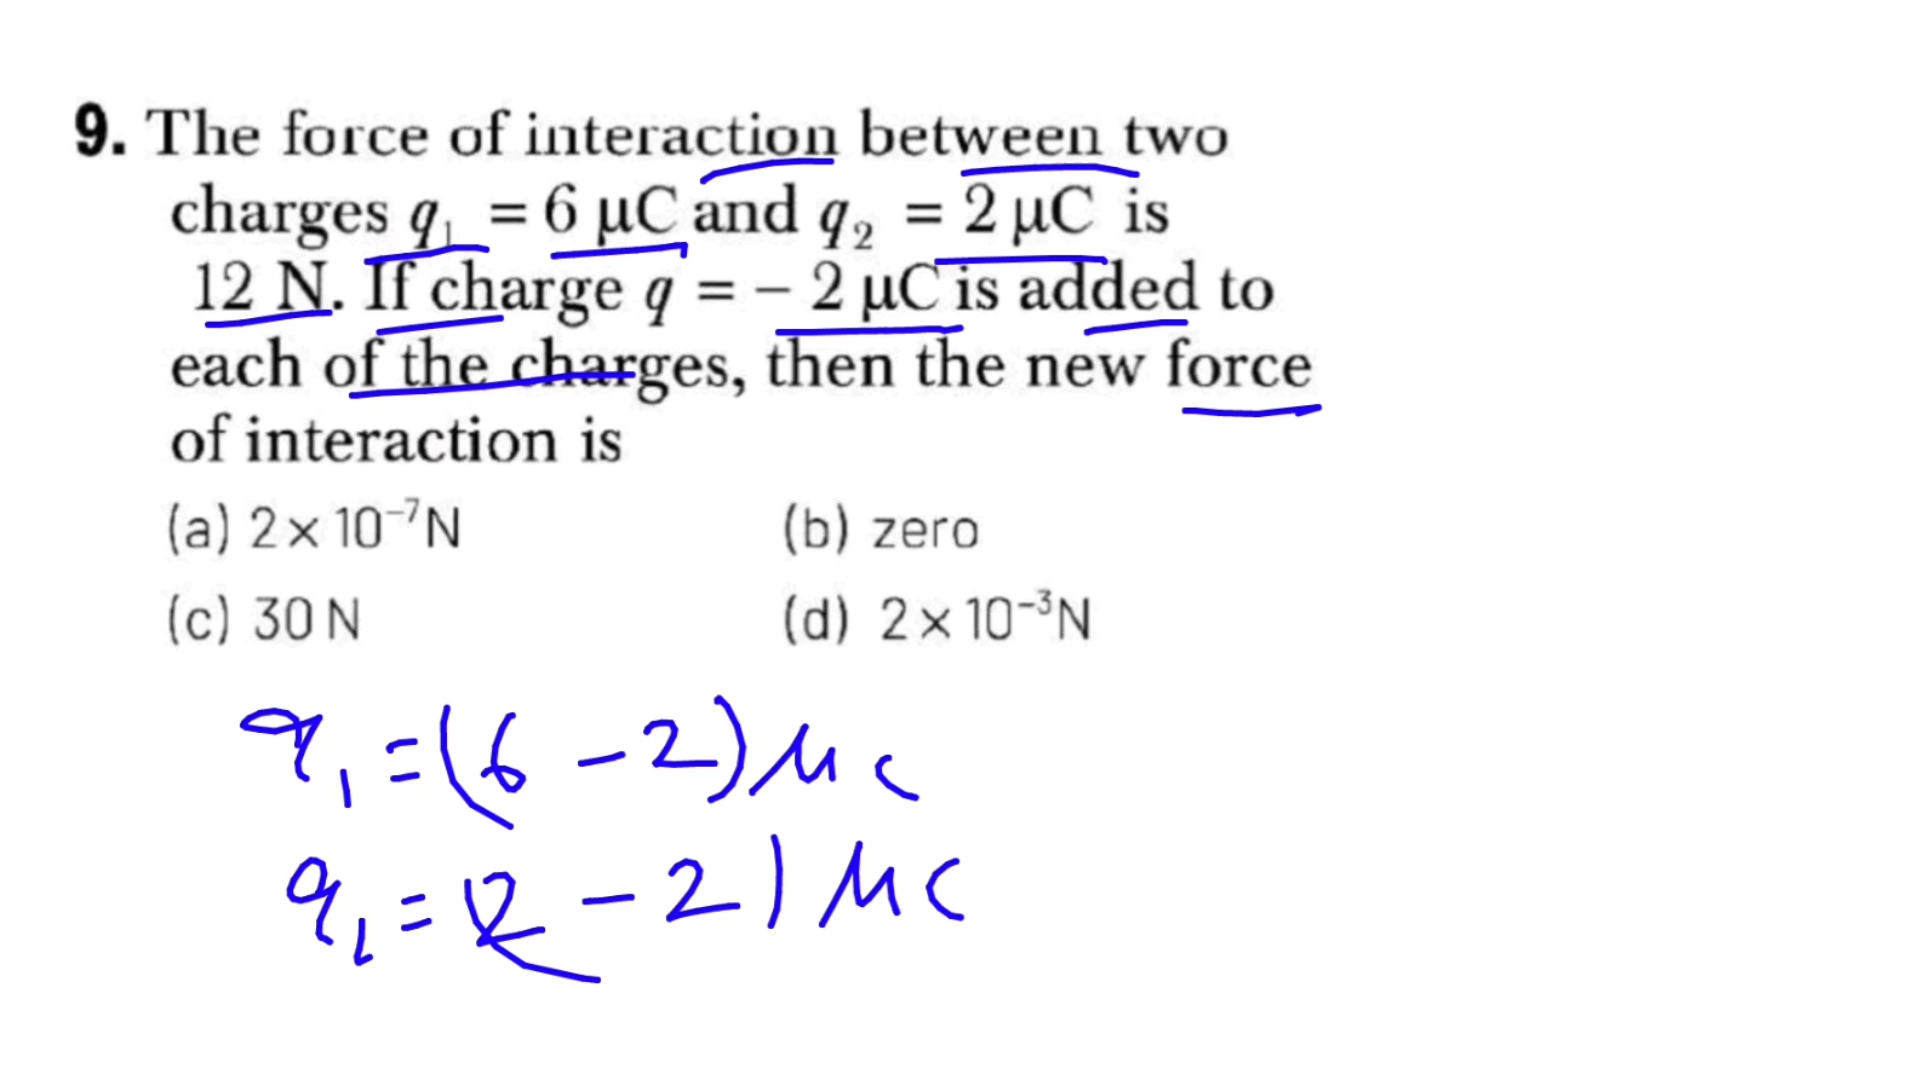 9. The force of interaction between two
charges q₁ = 6 μC and q₂ = 2 μC is
12 N. If charge q = – 2 μC is added to
each of the charges, then the new force
of interaction is
(a) 2 × 10⁻⁷ N (b) zero
(c) 30 N (d) 2 × 10⁻³ N
q₁ = (6 – 2) μc
q₂ = (2 – 2) μc